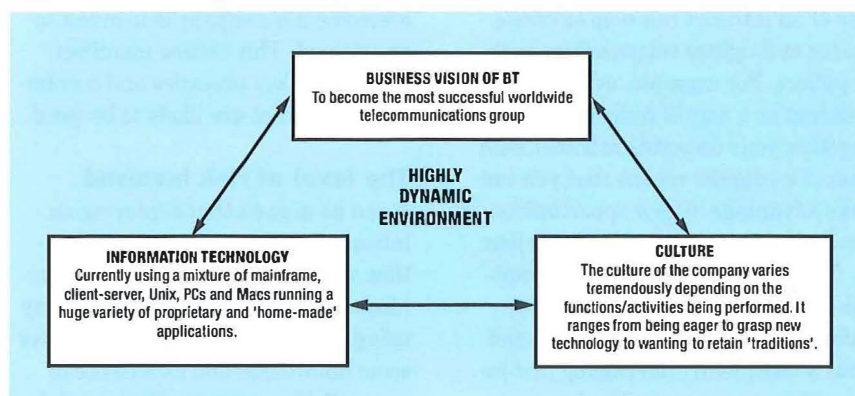 BUSINESS VISION OF BT
To become the most successful worldwide
telecommunications group
HIGHLY
DYNAMIC
ENVIRONMENT
INFORMATION TECHNOLOGY
Currently using a mixture of mainframe,
client-server, Unix, PCs and Macs running a
huge variety of proprietary and 'home-made'
applications.
CULTURE
The culture of the company varies
tremendously depending on the
functions/activities being performed. It
ranges from being eager to grasp new
technology to wanting to retain 'traditions'.